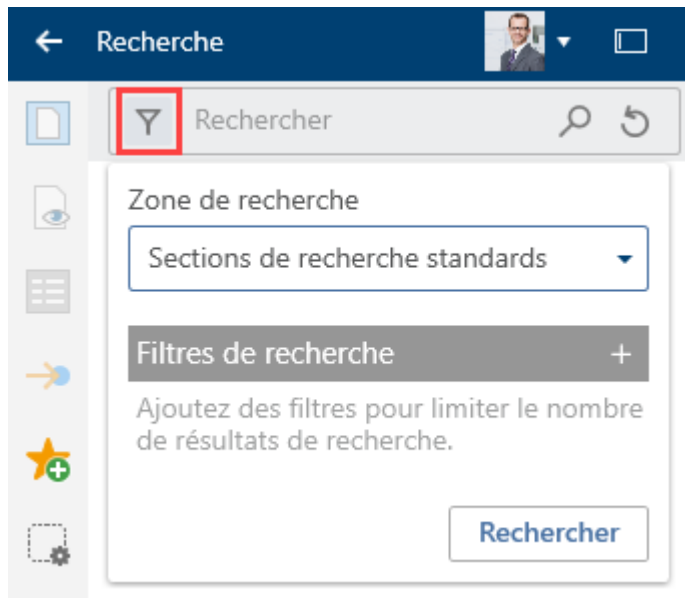 Recherche
Rechercher
Zone de recherche
Sections de recherche standards
Filtres de recherche +
Ajoutez des filtres pour limiter le nombre
de résultats de recherche.
Rechercher